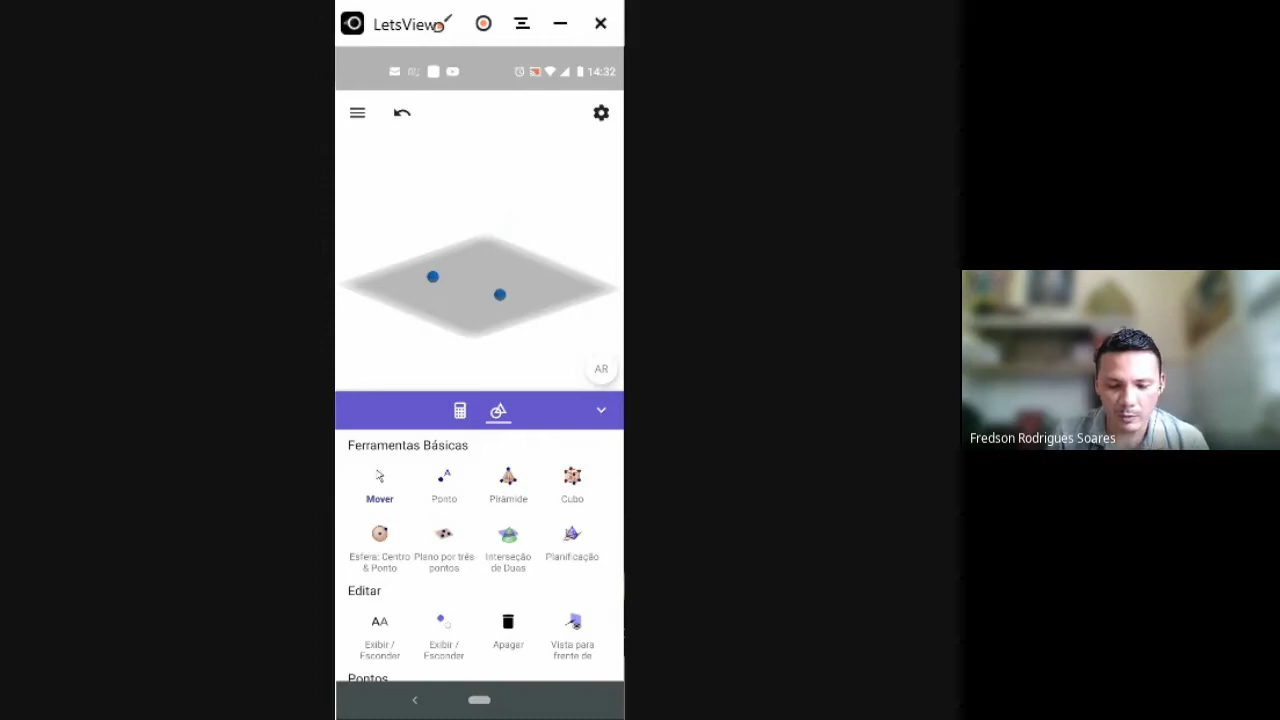 LetsView
14:32
AR
Ferramentas Básicas
Mover
Ponto
Pirâmide
Cubo
Esfera: Centro & Ponto
Plano por três pontos
Interseção de Duas
Planificação
Editar
Exibir / Esconder
Exibir / Esconder
Apagar
Vista para frente de
Pontos
Fredson Rodrigues Soares